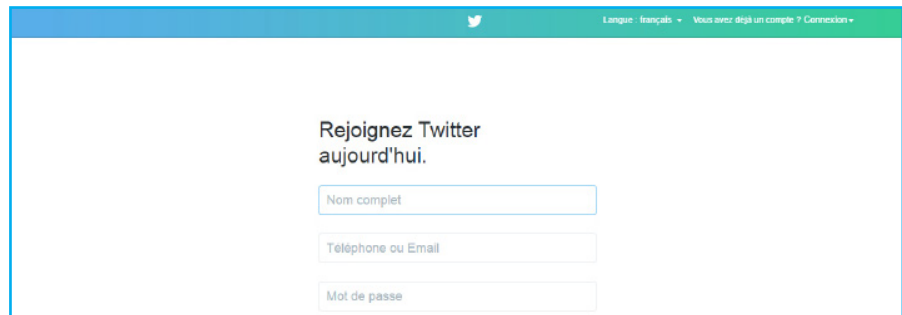 Langue : français Vous avez déjà un compte ? Connexion
Rejoignez Twitter
aujourd'hui.
Nom complet
Téléphone ou Email
Mot de passe